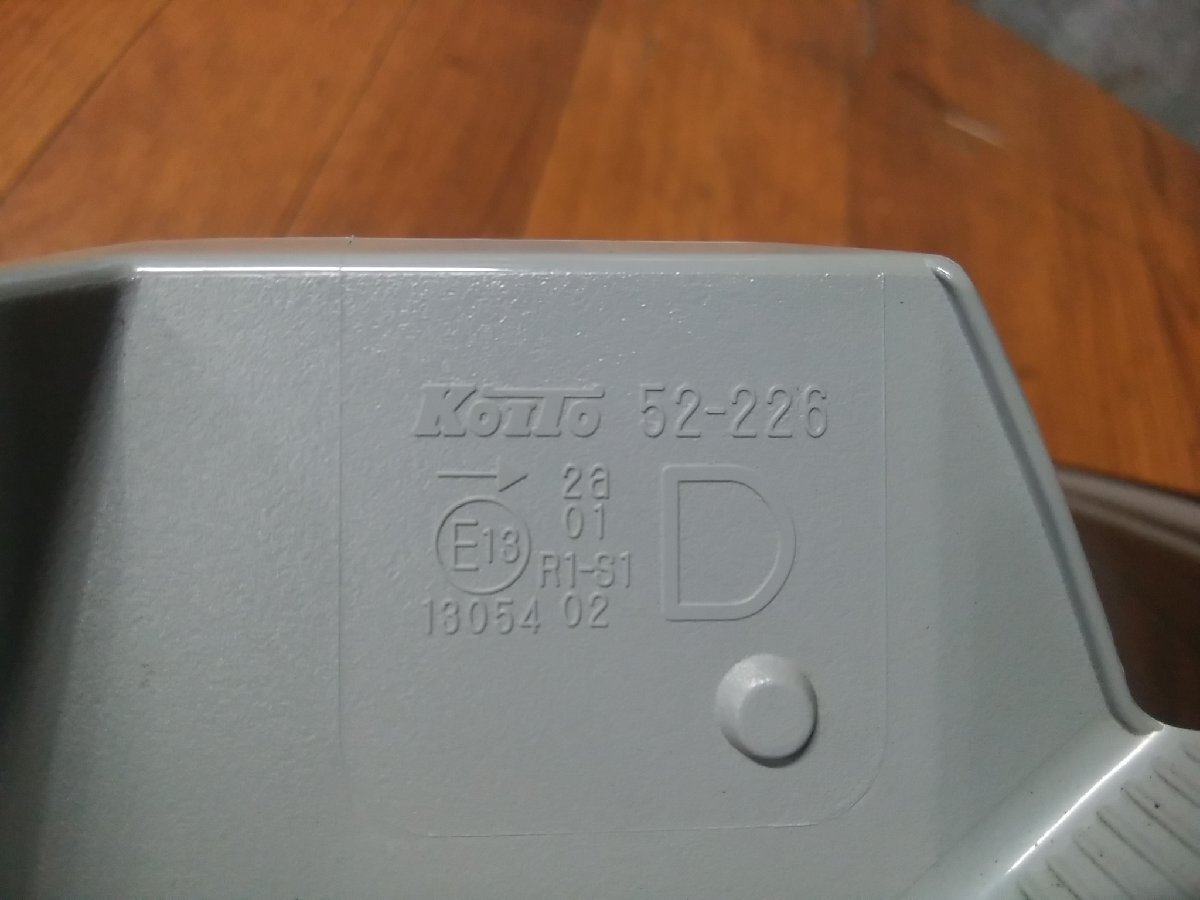 KOITO 52-226
2a
01
E13 R1-S1
13054 02
D